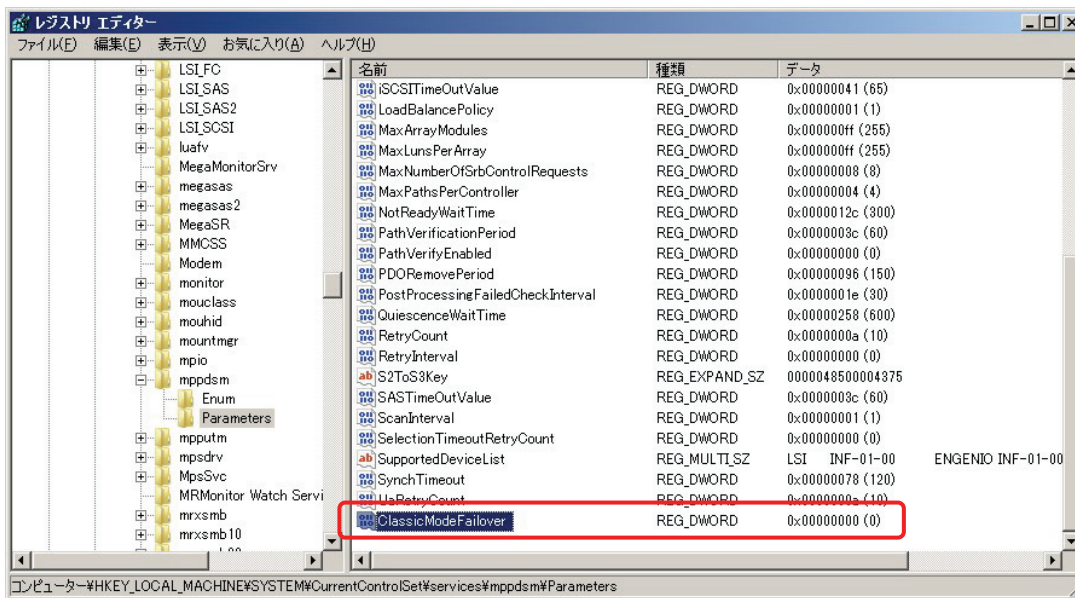 レジストリ エディター
ファイル(F) 編集(E) 表示(V) お気に入り(A) ヘルプ(H)
LSI_FC
LSI_SAS
LSI_SAS2
LSI_SCSI
luafv
MegaMonitorSrv
megasas
megasas2
MegaSR
MMCSS
Modem
monitor
mouclass
mouhid
mountmgr
mpio
mppdsm
Enum
Parameters
mpputm
mpsdrv
MpsSvc
MRMonitor Watch Servi
mrxsmb
mrxsmb10
名前 種類 データ
iSCSITimeOutValue REG_DWORD 0x00000041 (65)
LoadBalancePolicy REG_DWORD 0x00000001 (1)
MaxArrayModules REG_DWORD 0x000000ff (255)
MaxLunsPerArray REG_DWORD 0x000000ff (255)
MaxNumberOfSrbControlRequests REG_DWORD 0x00000008 (8)
MaxPathsPerController REG_DWORD 0x00000004 (4)
NotReadyWaitTime REG_DWORD 0x0000012c (300)
PathVerificationPeriod REG_DWORD 0x0000003c (60)
PathVerifyEnabled REG_DWORD 0x00000000 (0)
PDORemovePeriod REG_DWORD 0x00000096 (150)
PostProcessingFailedCheckInterval REG_DWORD 0x0000001e (30)
QuiescenceWaitTime REG_DWORD 0x00000258 (600)
RetryCount REG_DWORD 0x0000000a (10)
RetryInterval REG_DWORD 0x00000000 (0)
S2ToS3Key REG_EXPAND_SZ 0000048500004375
SASTimeOutValue REG_DWORD 0x0000003c (60)
ScanInterval REG_DWORD 0x00000001 (1)
SelectionTimeoutRetryCount REG_DWORD 0x00000000 (0)
SupportedDeviceList REG_MULTI_SZ LSI INF-01-00 ENGENIO INF-01-00
SynchTimeout REG_DWORD 0x00000078 (120)
UaRetryCount REG_DWORD 0x0000000a (10)
ClassicModeFailover REG_DWORD 0x00000000 (0)
コンピューター¥HKEY_LOCAL_MACHINE¥SYSTEM¥CurrentControlSet¥services¥mppdsm¥Parameters